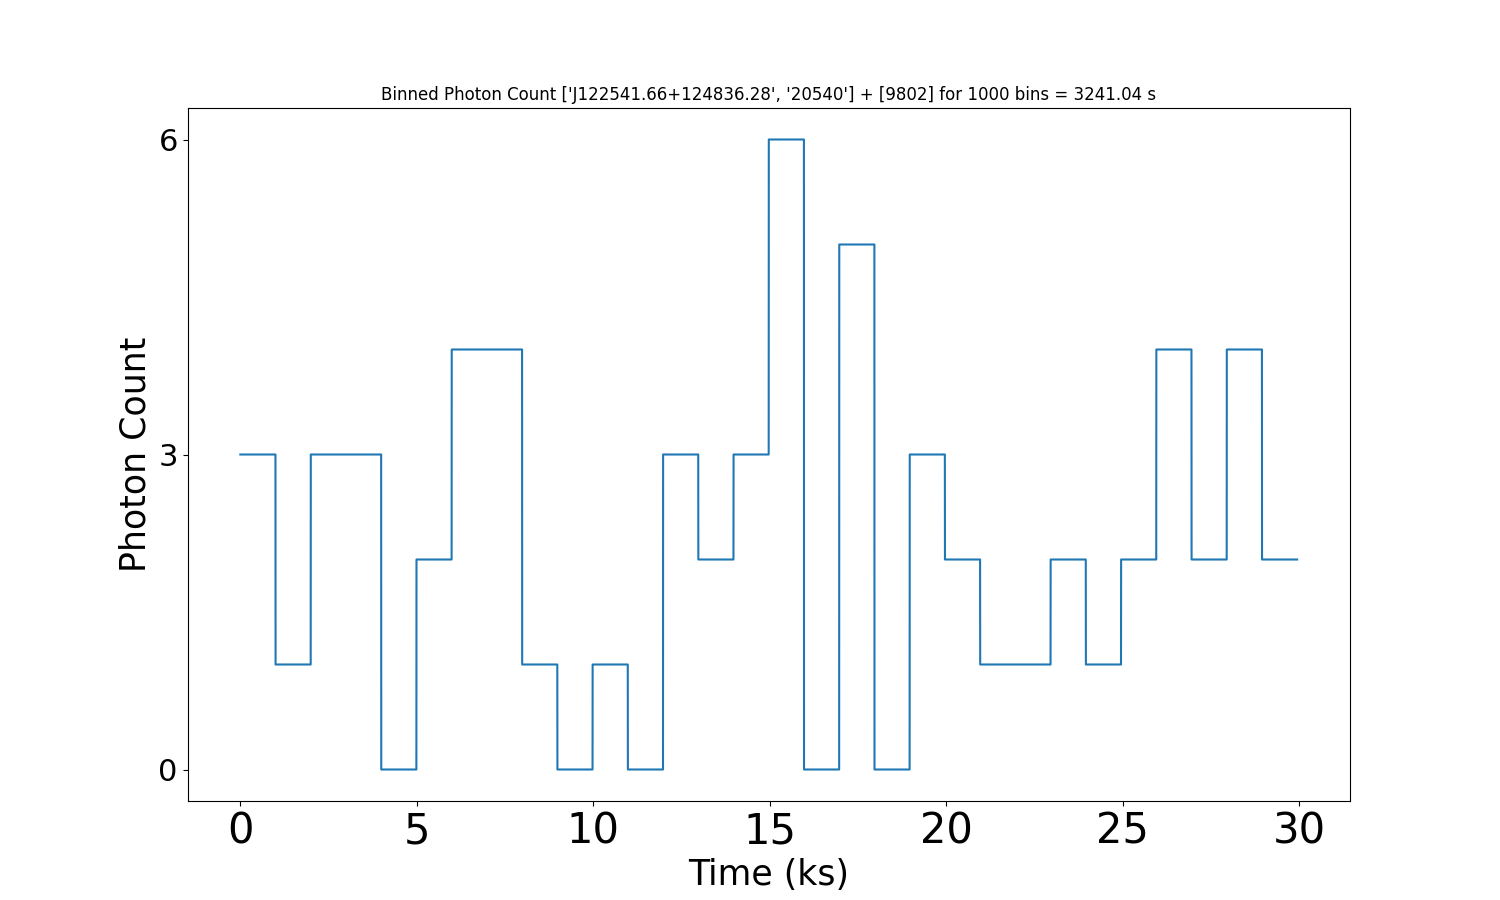 Binned Photon Count ['J122541.66+124836.28', '20540'] + [9802] for 1000 bins = 3241.04 s
6
3
0
Photon Count
0 5 10 15 20 25 30
Time (ks)